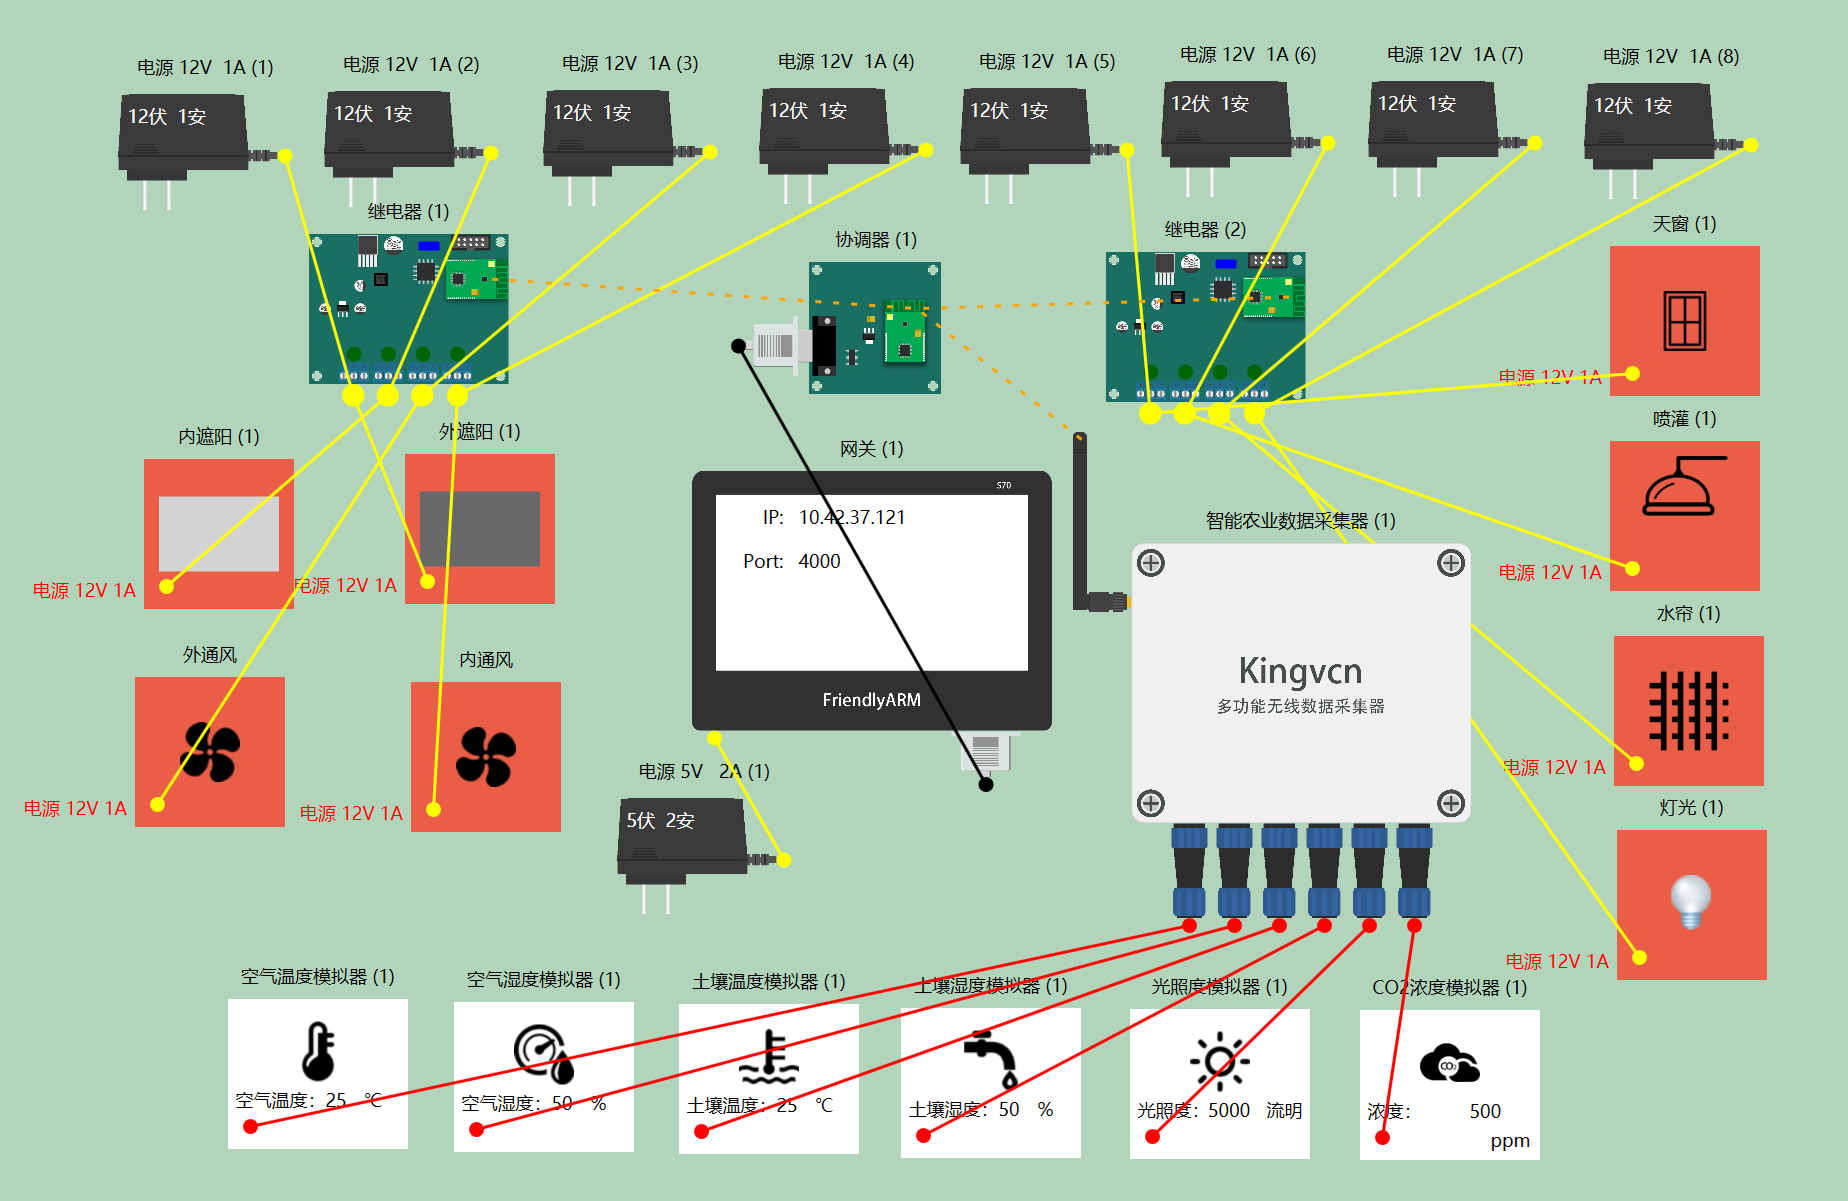 电源 12V 1A (1)
电源 12V 1A (2)
电源 12V 1A (3)
电源 12V 1A (4)
电源 12V 1A (5)
电源 12V 1A (6)
电源 12V 1A (7)
电源 12V 1A (8)
12伏 1安
12伏 1安
12伏 1安
12伏 1安
12伏 1安
12伏 1安
12伏 1安
12伏 1安
继电器 (1)
协调器 (1)
继电器 (2)
天窗 (1)
电源 12V 1A
内遮阳 (1)
外遮阳 (1)
网关 (1)
喷灌 (1)
S70
IP: 10.42.37.121
Port: 4000
FriendlyARM
智能农业数据采集器 (1)
电源 12V 1A
电源 12V 1A
电源 12V 1A
水帘 (1)
外通风
内通风
Kingvcn
多功能无线数据采集器
电源 12V 1A
电源 5V 2A (1)
电源 12V 1A
电源 12V 1A
5伏 2安
灯光 (1)
电源 12V 1A
空气温度模拟器 (1)
空气湿度模拟器 (1)
土壤温度模拟器 (1)
土壤湿度模拟器 (1)
光照度模拟器 (1)
CO2浓度模拟器 (1)
CO₂
空气温度: 25 ℃
空气湿度: 50 %
土壤温度: 25 ℃
土壤湿度: 50 %
光照度: 5000 流明
浓度: 500
ppm